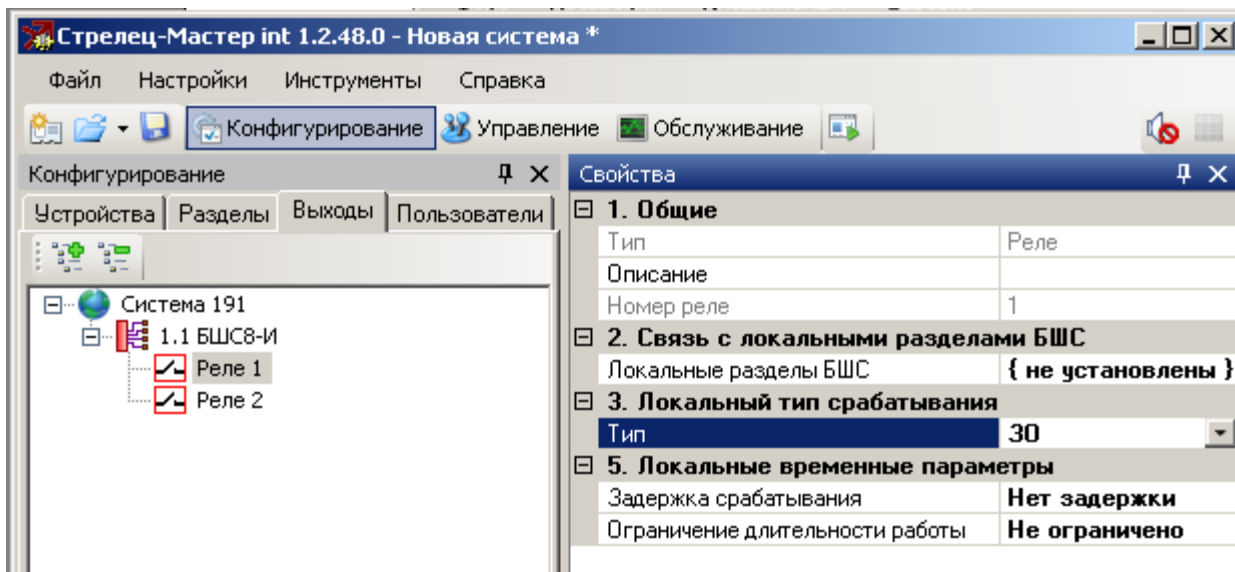 Стрелец-Мастер int 1.2.48.0 - Новая система *
Файл Настройки Инструменты Справка
Конфигурирование Управление Обслуживание
Конфигурирование
Устройства Разделы Выходы Пользователи
Система 191
1.1 БШС8-И
Реле 1
Реле 2
Свойства
1. Общие
Тип Реле
Описание
Номер реле 1
2. Связь с локальными разделами БШС
Локальные разделы БШС { не установлены }
3. Локальный тип срабатывания
Тип 30
5. Локальные временные параметры
Задержка срабатывания Нет задержки
Ограничение длительности работы Не ограничено